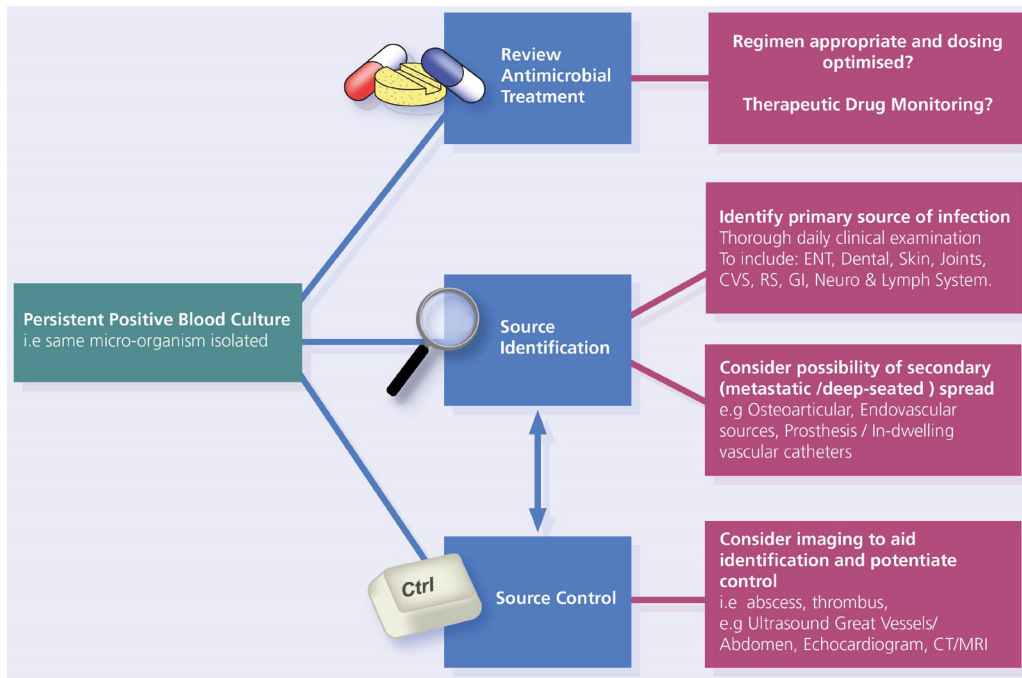 Review
Antimicrobial
Treatment
Regimen appropriate and dosing
optimised?
Therapeutic Drug Monitoring?
Persistent Positive Blood Culture
i.e same micro-organism isolated
Source
Identification
Identify primary source of infection
Thorough daily clinical examination
To include: ENT, Dental, Skin, Joints,
CVS, RS, GI, Neuro & Lymph System.
Consider possibility of secondary
(metastatic /deep-seated ) spread
e.g Osteoarticular, Endovascular
sources, Prosthesis / In-dwelling
vascular catheters
Ctrl
Source Control
Consider imaging to aid
identification and potentiate
control
i.e  abscess, thrombus,
e.g Ultrasound Great Vessels/
Abdomen, Echocardiogram, CT/MRI